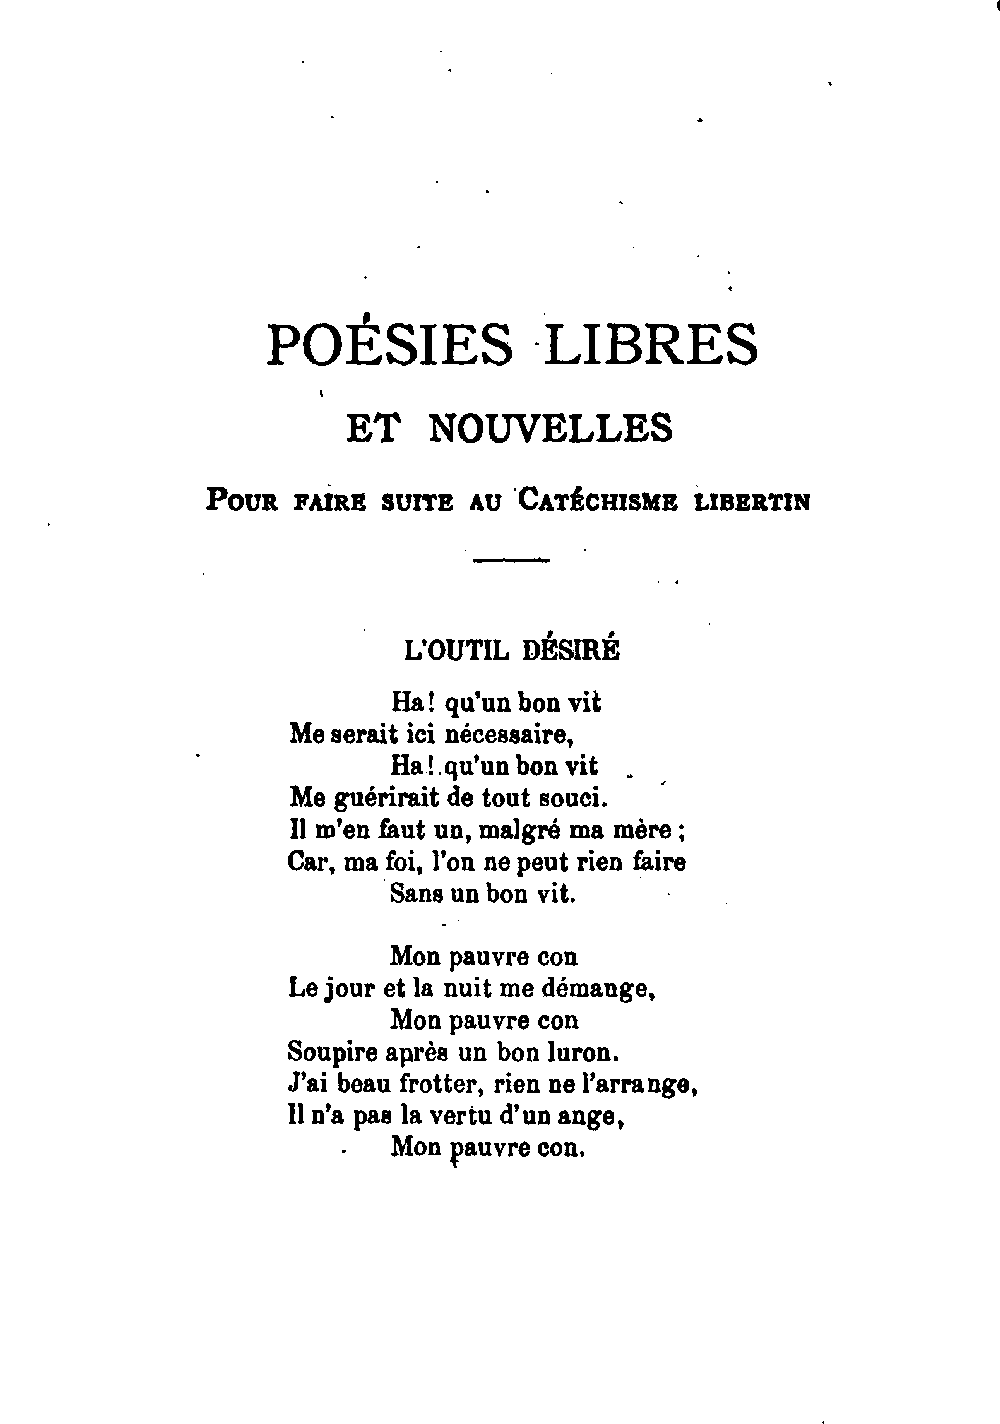 POÉSIES LIBRES
ET NOUVELLES
POUR FAIRE SUITE AU CATÉCHISME LIBERTIN
L'OUTIL DÉSIRÉ
Ha! qu'un bon vit
Me serait ici nécessaire,
Ha! qu'un bon vit
Me guérirait de tout souci.
Il m'en faut un, malgré ma mère ;
Car, ma foi, l'on ne peut rien faire
Sans un bon vit.
Mon pauvre con
Le jour et la nuit me démange,
Mon pauvre con
Soupire après un bon luron.
J'ai beau frotter, rien ne l'arrange,
Il n'a pas la vertu d'un ange,
Mon pauvre con.